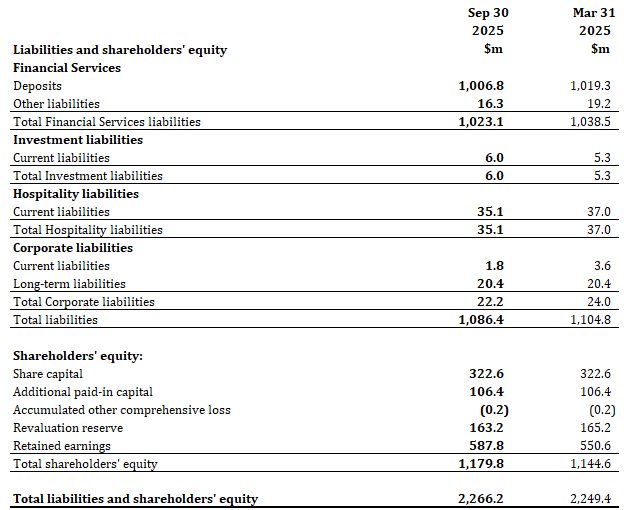 Sep 30 Mar 31
2025 2025
Liabilities and shareholders' equity $m $m
Financial Services
Deposits 1,006.8 1,019.3
Other liabilities 16.3 19.2
Total Financial Services liabilities 1,023.1 1,038.5
Investment liabilities
Current liabilities 6.0 5.3
Total Investment liabilities 6.0 5.3
Hospitality liabilities
Current liabilities 35.1 37.0
Total Hospitality liabilities 35.1 37.0
Corporate liabilities
Current liabilities 1.8 3.6
Long-term liabilities 20.4 20.4
Total Corporate liabilities 22.2 24.0
Total liabilities 1,086.4 1,104.8
Shareholders' equity:
Share capital 322.6 322.6
Additional paid-in capital 106.4 106.4
Accumulated other comprehensive loss (0.2) (0.2)
Revaluation reserve 163.2 165.2
Retained earnings 587.8 550.6
Total shareholders' equity 1,179.8 1,144.6
Total liabilities and shareholders' equity 2,266.2 2,249.4